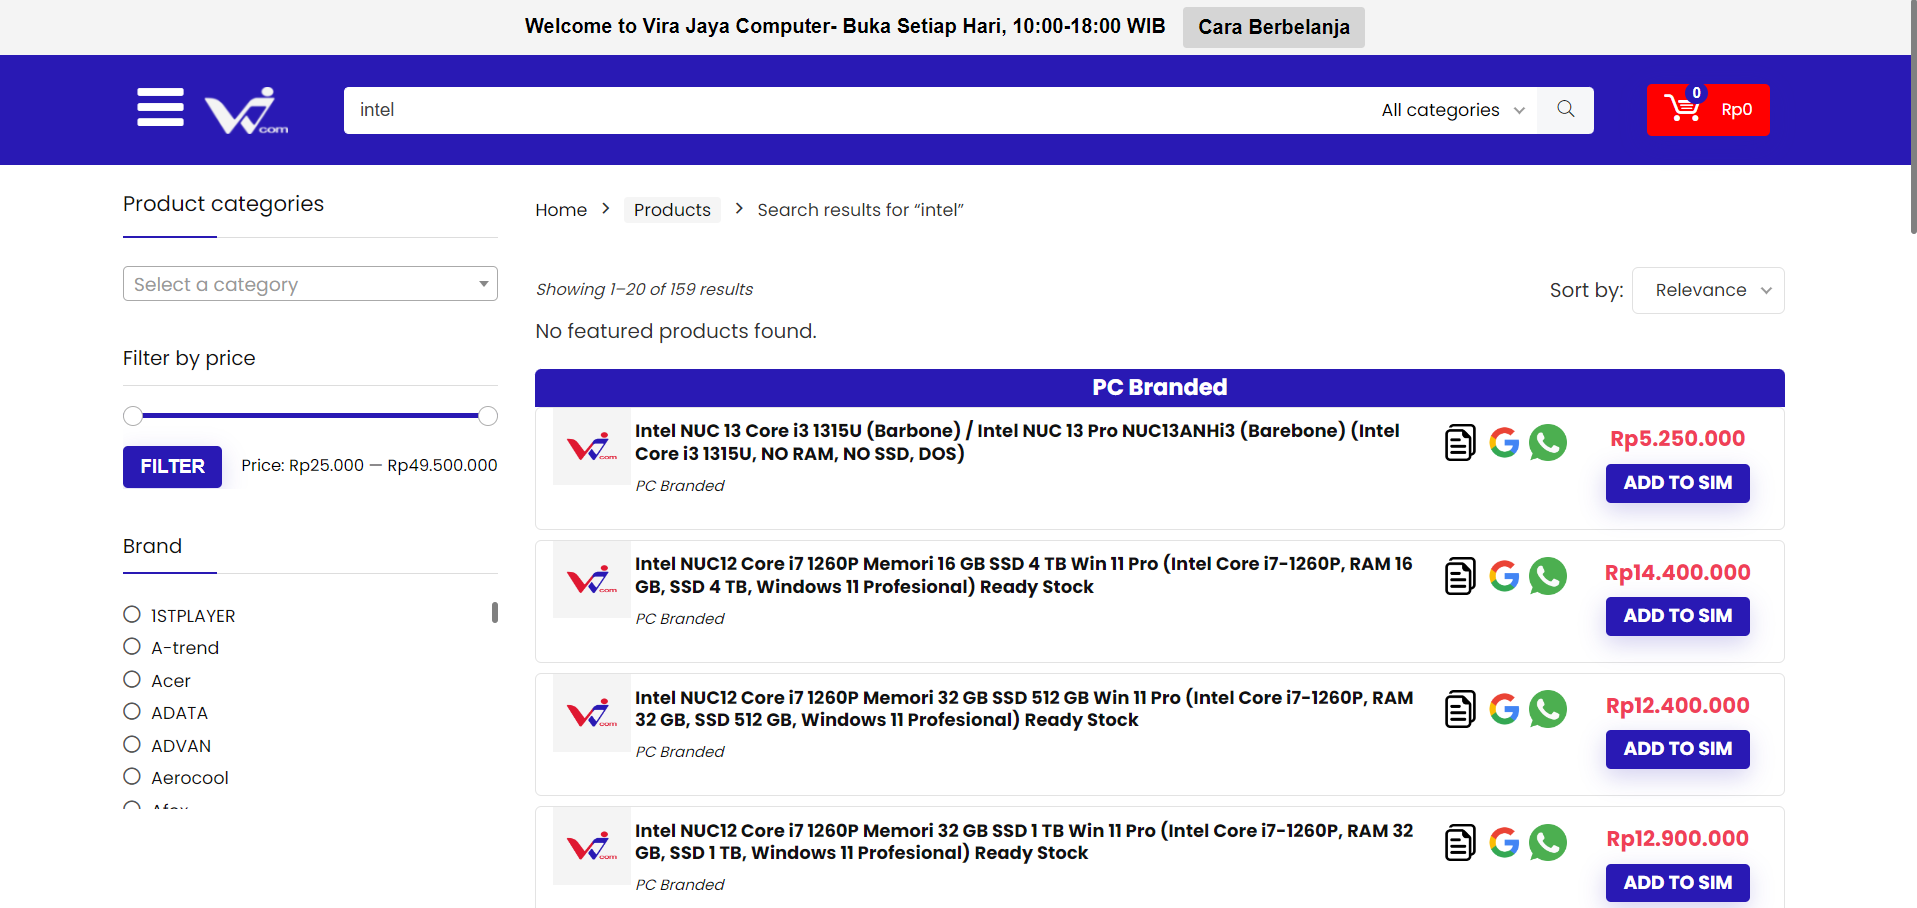 Welcome to Vira Jaya Computer- Buka Setiap Hari, 10:00-18:00 WIB
Cara Berbelanja
com
intel
All categories
0
Rp0
Product categories
Select a category
Filter by price
FILTER
Price: Rp25.000 — Rp49.500.000
Brand
1STPLAYER
A-trend
Acer
ADATA
ADVAN
Aerocool
Home
Products
Search results for “intel”
Showing 1–20 of 159 results
Sort by:
Relevance
No featured products found.
PC Branded
com
Intel NUC 13 Core i3 1315U (Barbone) / Intel NUC 13 Pro NUC13ANHi3 (Barebone) (Intel
Core i3 1315U, NO RAM, NO SSD, DOS)
PC Branded
Rp5.250.000
ADD TO SIM
com
Intel NUC12 Core i7 1260P Memori 16 GB SSD 4 TB Win 11 Pro (Intel Core i7-1260P, RAM 16
GB, SSD 4 TB, Windows 11 Profesional) Ready Stock
PC Branded
Rp14.400.000
ADD TO SIM
com
Intel NUC12 Core i7 1260P Memori 32 GB SSD 512 GB Win 11 Pro (Intel Core i7-1260P, RAM
32 GB, SSD 512 GB, Windows 11 Profesional) Ready Stock
PC Branded
Rp12.400.000
ADD TO SIM
com
Intel NUC12 Core i7 1260P Memori 32 GB SSD 1 TB Win 11 Pro (Intel Core i7-1260P, RAM 32
GB, SSD 1 TB, Windows 11 Profesional) Ready Stock
PC Branded
Rp12.900.000
ADD TO SIM